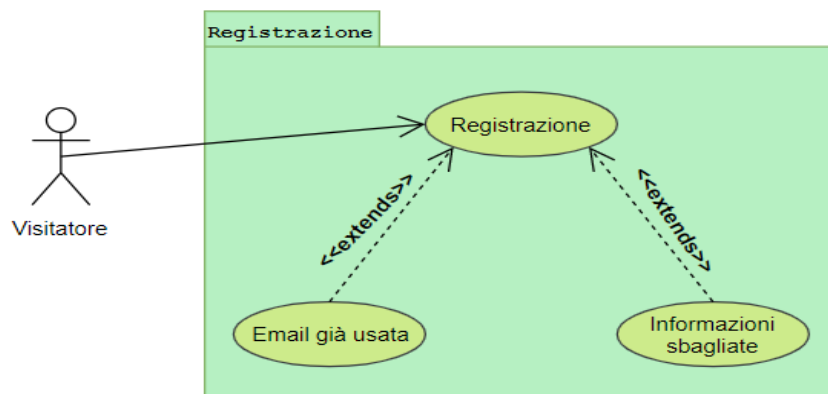 Registrazione
Registrazione
Visitatore
<<extends>>
<<extends>>
Email già usata
Informazioni
sbagliate